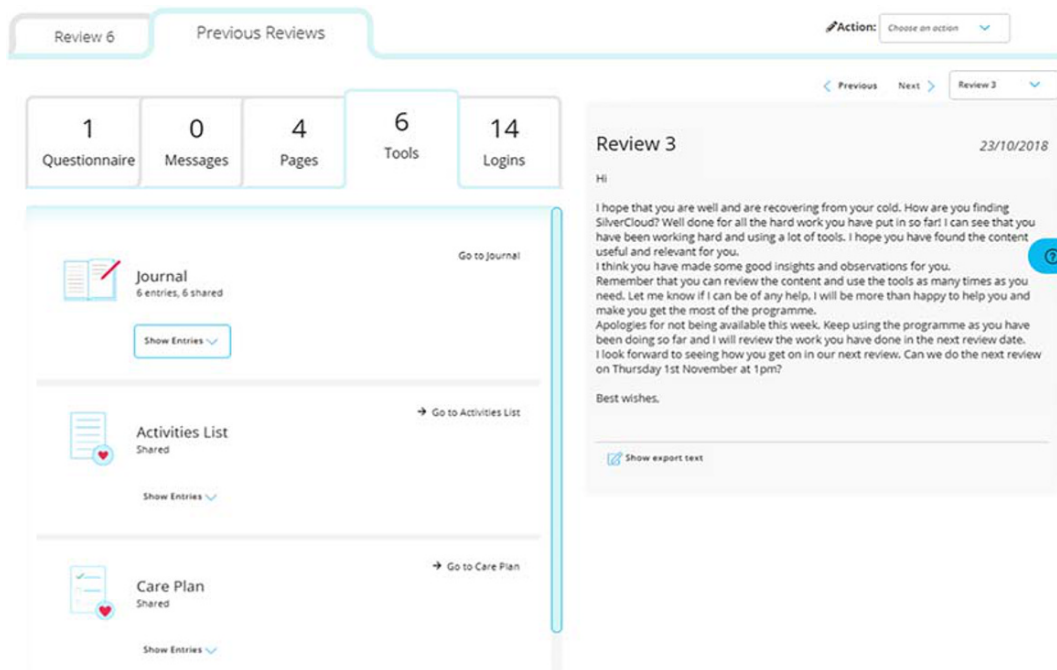 Review 6
Previous Reviews
Action:
Choose an action
Previous
Next
Review 3
1
Questionnaire
0
Messages
4
Pages
6
Tools
14
Logins
Journal
6 entries, 6 shared
Go to Journal
Show Entries
Activities List
Shared
Go to Activities List
Show Entries
Care Plan
Shared
Go to Care Plan
Show Entries
Review 3
23/10/2018
Hi
I hope that you are well and are recovering from your cold. How are you finding
SilverCloud? Well done for all the hard work you have put in so far! I can see that you
have been working hard and using a lot of tools. I hope you have found the content
useful and relevant for you.
I think you have made some good insights and observations for you.
Remember that you can review the content and use the tools as many times as you
need. Let me know if I can be of any help, I will be more than happy to help you and
make you get the most of the programme.
Apologies for not being available this week. Keep using the programme as you have
been doing so far and I will review the work you have done in the next review date.
I look forward to seeing how you get on in our next review. Can we do the next review
on Thursday 1st November at 1pm?
Best wishes,
Show export text